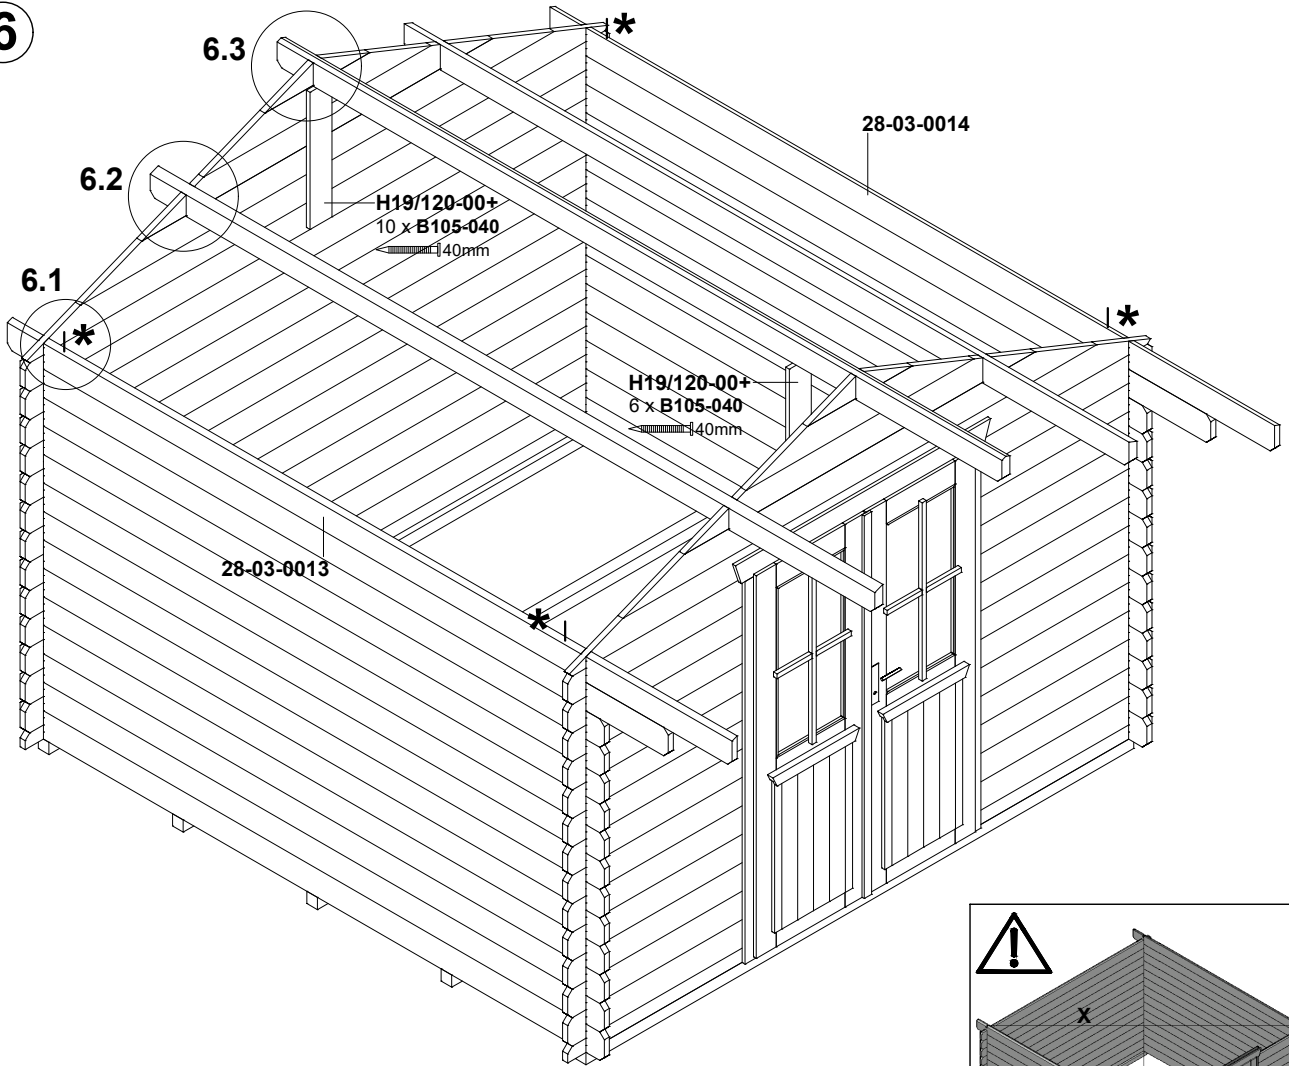 6
6.3
*
28-03-0014
6.2
H19/120-00+
10 x B105-040
40mm
6.1
*
*
H19/120-00+
6 x B105-040
40mm
28-03-0013
*
X